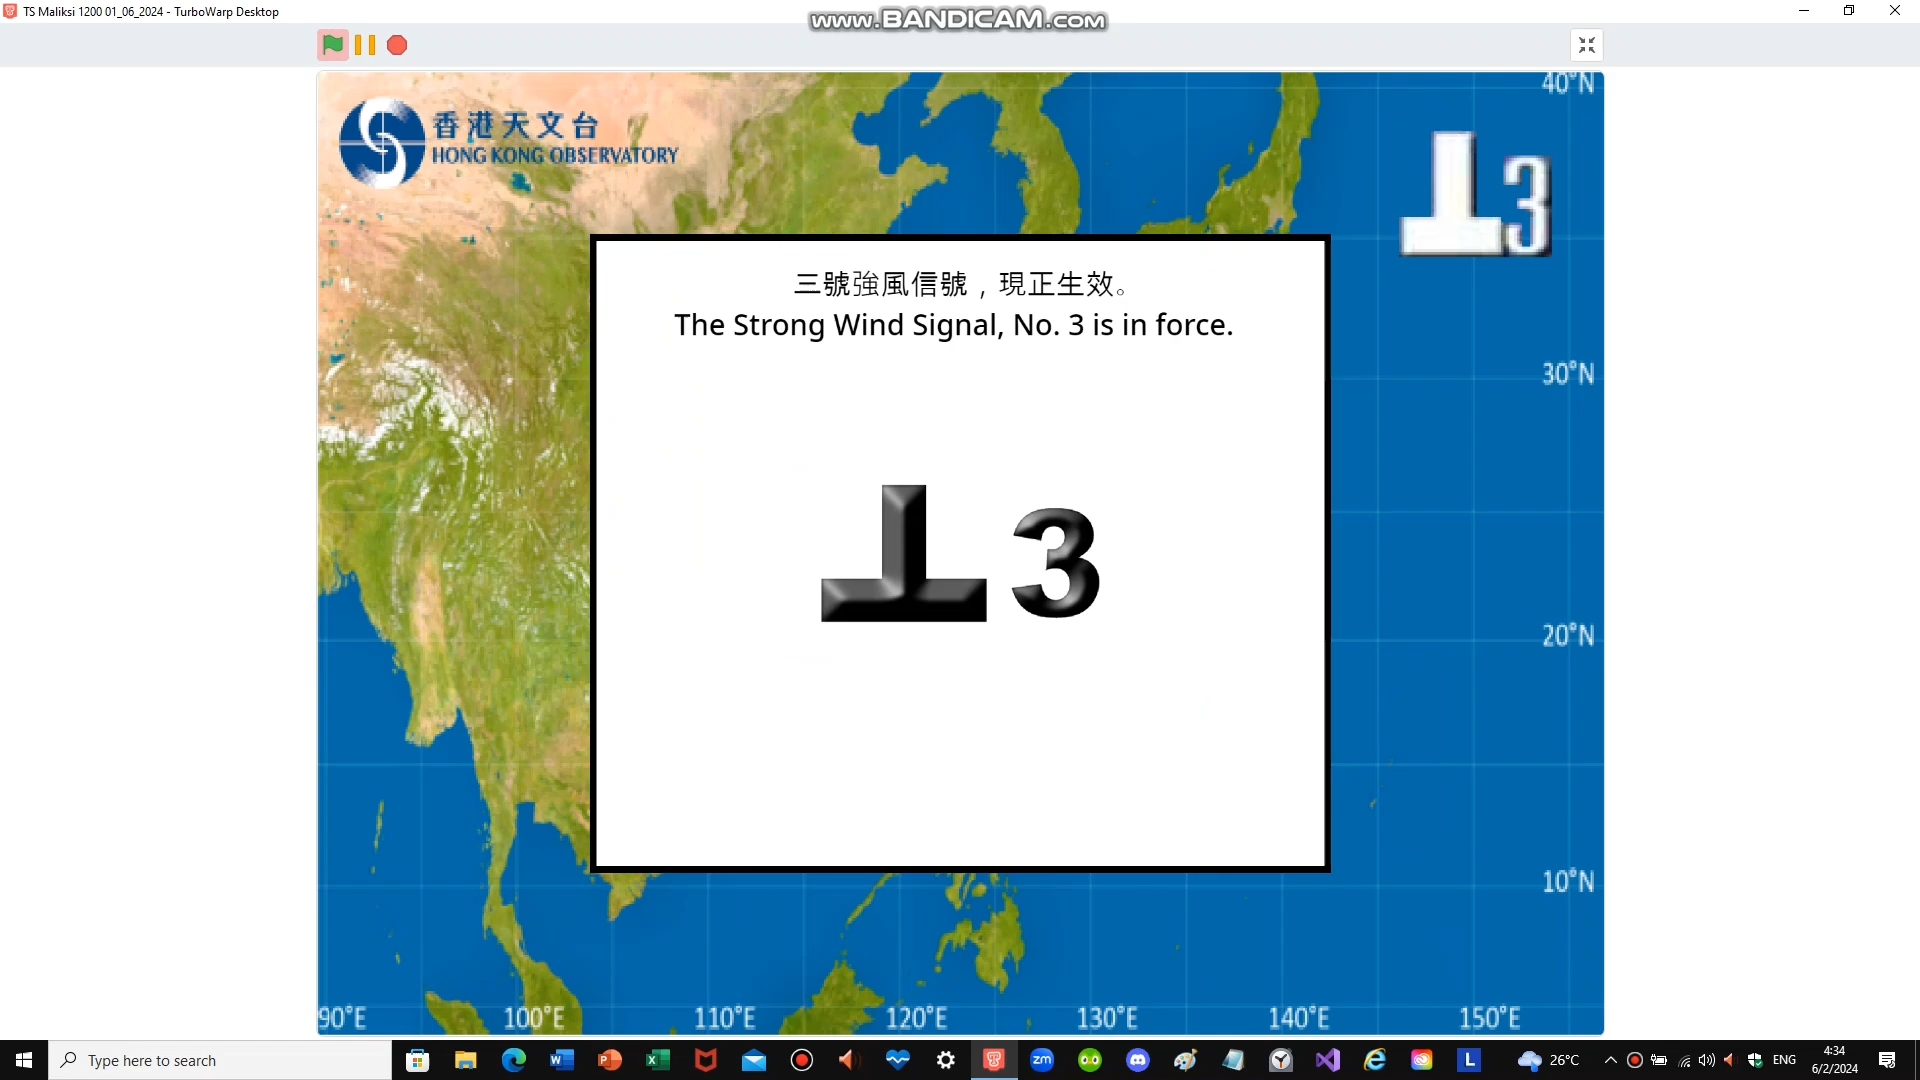 TS Maliksi 1200 01_06_2024 - TurboWarp Desktop
www.BANDICAM.com
香港天文台
HONG KONG OBSERVATORY
3
三號強風信號，現正生效。
The Strong Wind Signal, No. 3 is in force.
3
40°N
30°N
20°N
10°N
90°E 100°E 110°E 120°E 130°E 140°E 150°E
Type here to search
zm
L
26°C
ENG
4:34
6/2/2024